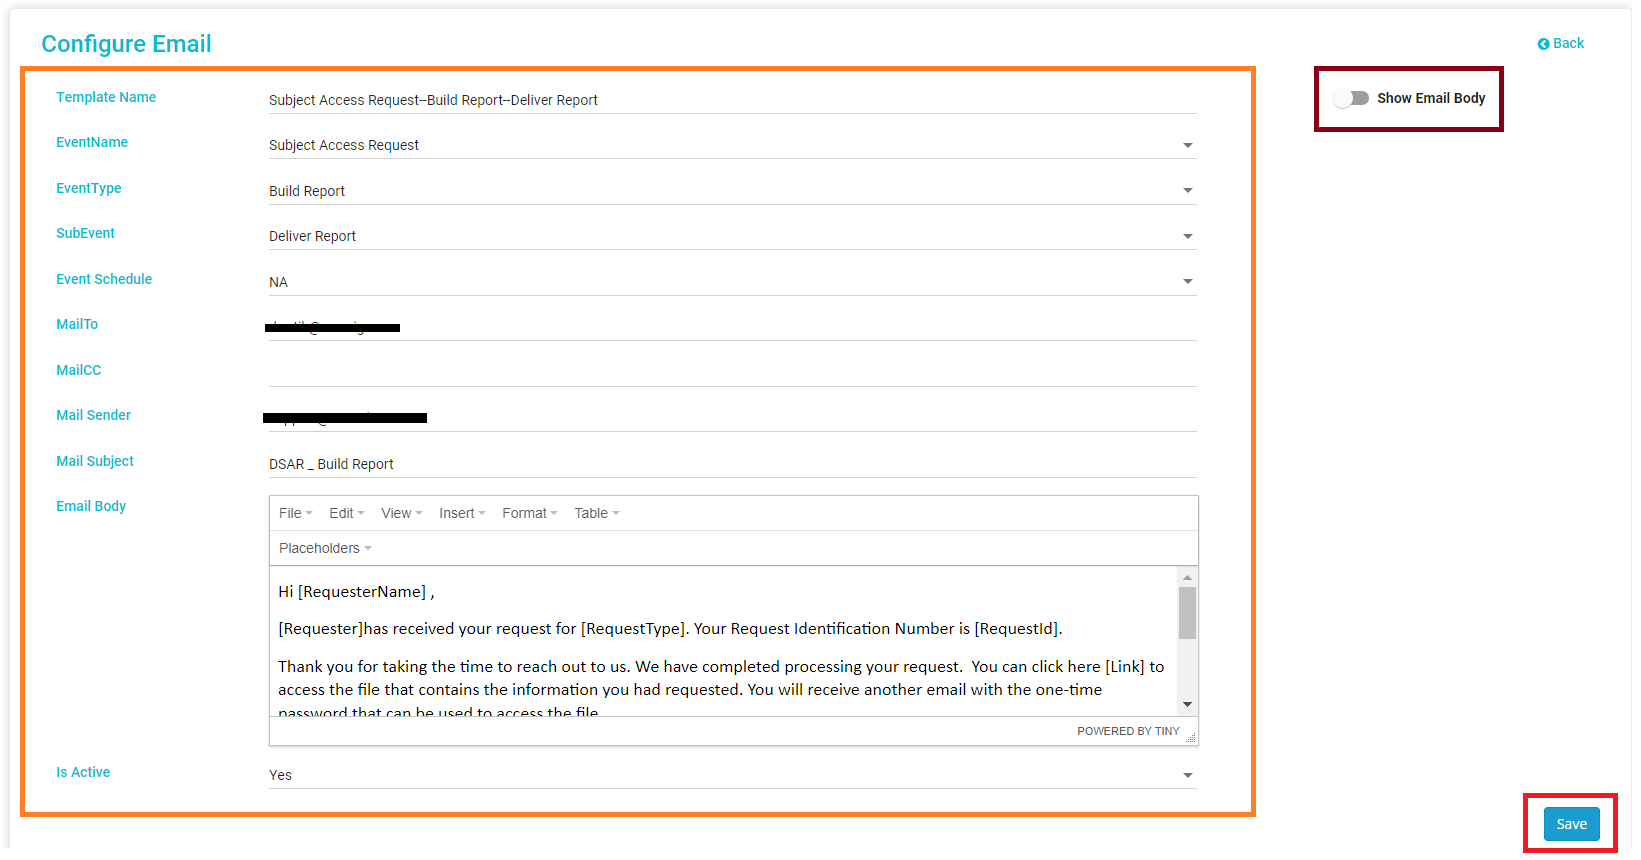 Configure Email
Back
Template Name
Subject Access Request--Build Report--Deliver Report
Show Email Body
EventName
Subject Access Request
EventType
Build Report
SubEvent
Deliver Report
Event Schedule
NA
MailTo
MailCC
Mail Sender
Mail Subject
DSAR _ Build Report
Email Body
File Edit View Insert Format Table
Placeholders
Hi [RequesterName] ,
[Requester]has received your request for [RequestType]. Your Request Identification Number is [RequestId].
Thank you for taking the time to reach out to us. We have completed processing your request.  You can click here [Link] to
access the file that contains the information you had requested. You will receive another email with the one-time
password that can be used to access the file
POWERED BY TINY
Is Active
Yes
Save